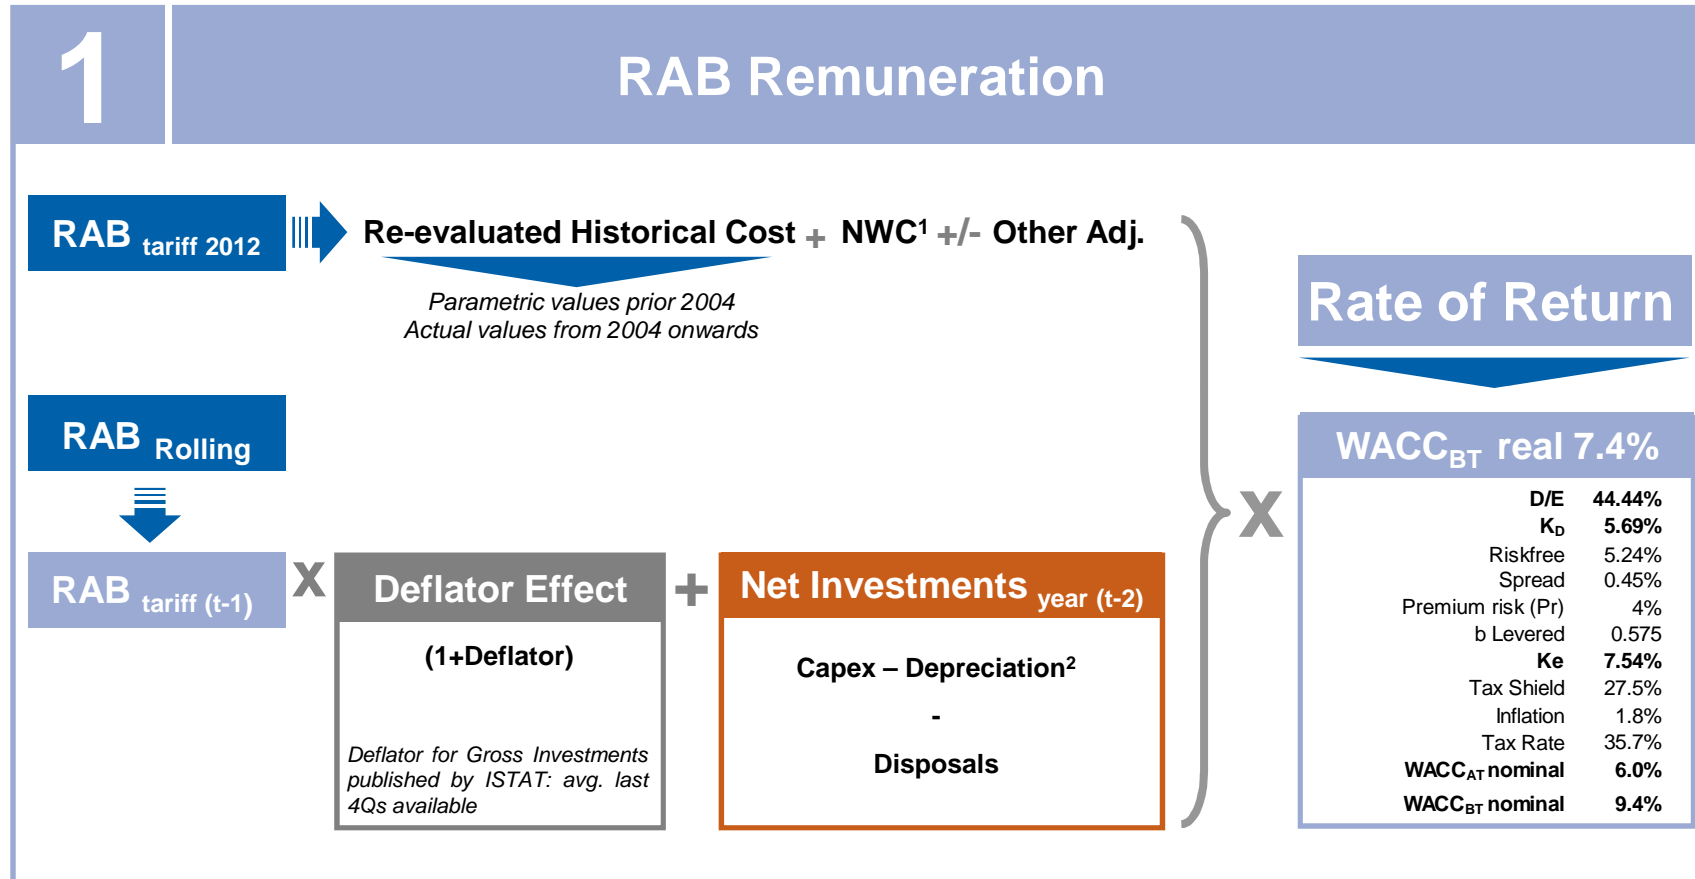 1
RAB Remuneration
RAB tariff 2012
Re-evaluated Historical Cost + NWC¹ +/- Other Adj.
Parametric values prior 2004
Actual values from 2004 onwards
RAB Rolling
RAB tariff (t-1)
x
Deflator Effect
(1+Deflator)
Deflator for Gross Investments
published by ISTAT: avg. last
4Qs available
+
Net Investments year (t-2)
Capex – Depreciation²
-
Disposals
x
Rate of Return
WACCBT real 7.4%
D/E 44.44%
KD 5.69%
Riskfree 5.24%
Spread 0.45%
Premium risk (Pr) 4%
b Levered 0.575
Ke 7.54%
Tax Shield 27.5%
Inflation 1.8%
Tax Rate 35.7%
WACCAT nominal 6.0%
WACCBT nominal 9.4%